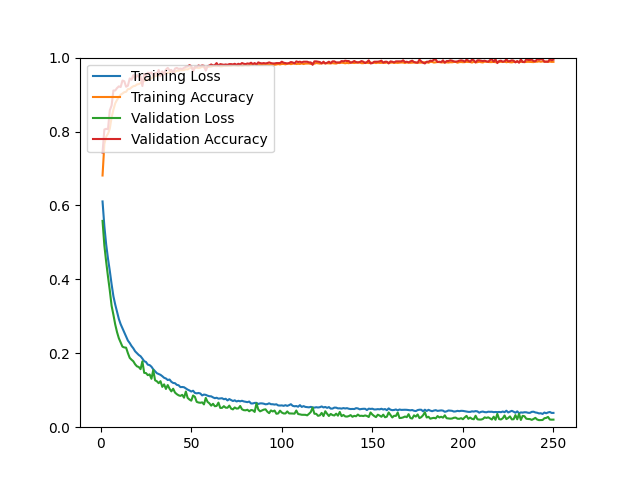 1.0
0.8
0.6
0.4
0.2
0.0
Training Loss
Training Accuracy
Validation Loss
Validation Accuracy
0 50 100 150 200 250